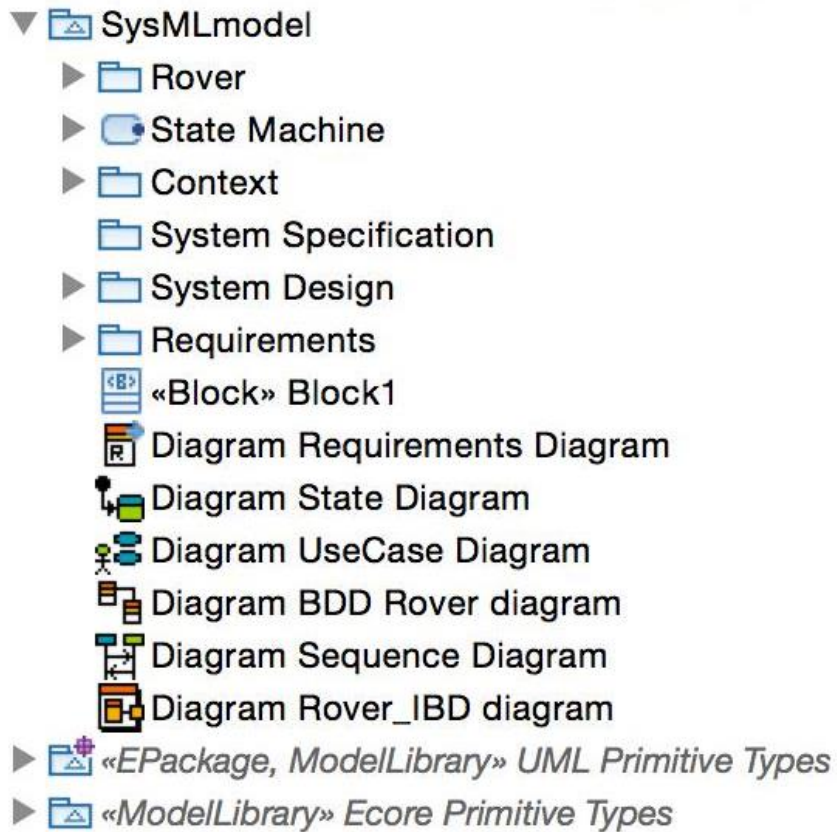 SysMLmodel
Rover
State Machine
Context
System Specification
System Design
Requirements
«Block» Block1
Diagram Requirements Diagram
Diagram State Diagram
Diagram UseCase Diagram
Diagram BDD Rover diagram
Diagram Sequence Diagram
Diagram Rover_IBD diagram
«EPackage, ModelLibrary» UML Primitive Types
«ModelLibrary» Ecore Primitive Types